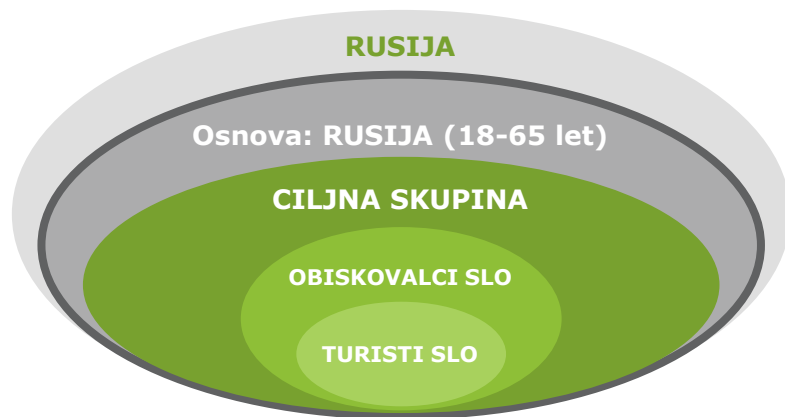 RUSIJA
Osnova: RUSIJA (18-65 let)
CILJNA SKUPINA
OBISKOVALCI SLO
TURISTI SLO